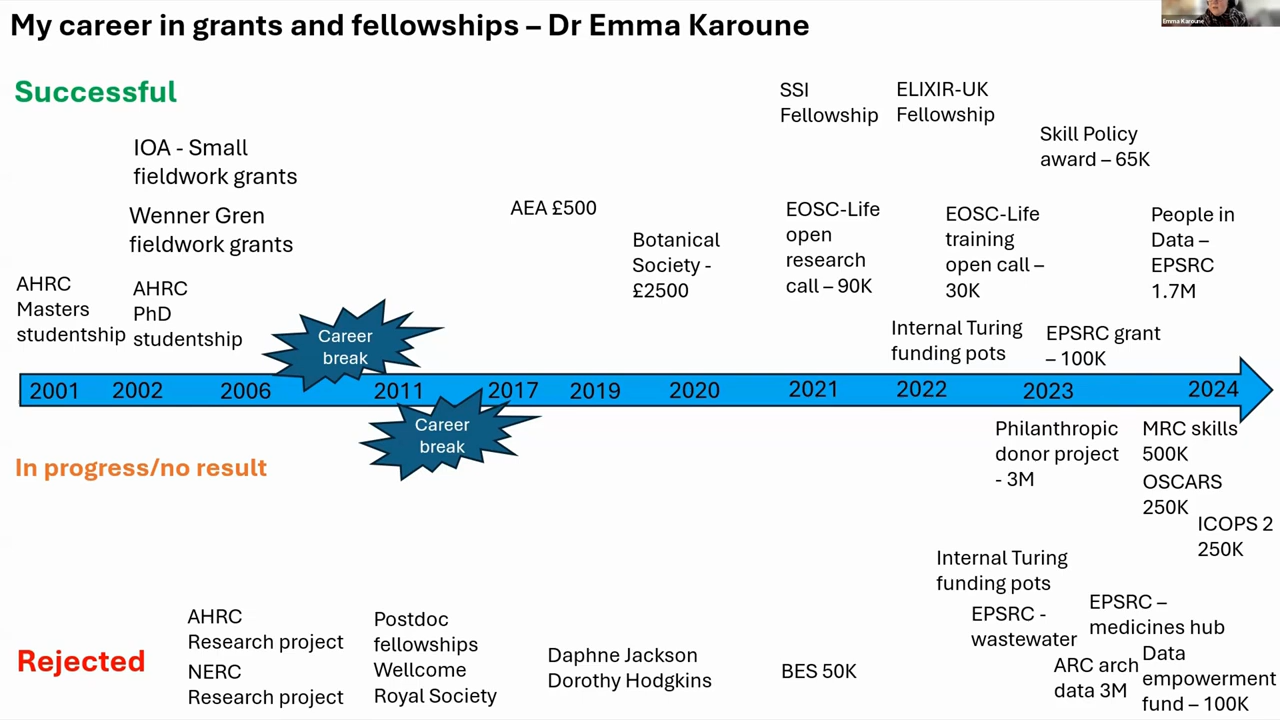 My career in grants and fellowships – Dr Emma Karoune
Emma Karoune
Successful
SSI
Fellowship
ELIXIR-UK
Fellowship
Skill Policy
award – 65K
IOA - Small
fieldwork grants
Wenner Gren
fieldwork grants
AEA £500
Botanical
Society -
£2500
EOSC-Life
open
research
call – 90K
EOSC-Life
training
open call –
30K
People in
Data –
EPSRC
1.7M
AHRC
Masters
studentship
AHRC
PhD
studentship
Career
break
Internal Turing
funding pots
EPSRC grant
– 100K
2001
2002
2006
2011
2017
2019
2020
2021
2022
2023
2024
Career
break
In progress/no result
Philanthropic
donor project
- 3M
MRC skills
500K
OSCARS
250K
ICOPS 2
250K
Rejected
AHRC
Research project
NERC
Research project
Postdoc
fellowships
Wellcome
Royal Society
Daphne Jackson
Dorothy Hodgkins
BES 50K
Internal Turing
funding pots
EPSRC -
wastewater
EPSRC –
medicines hub
ARC arch
data 3M
Data
empowerment
fund – 100K